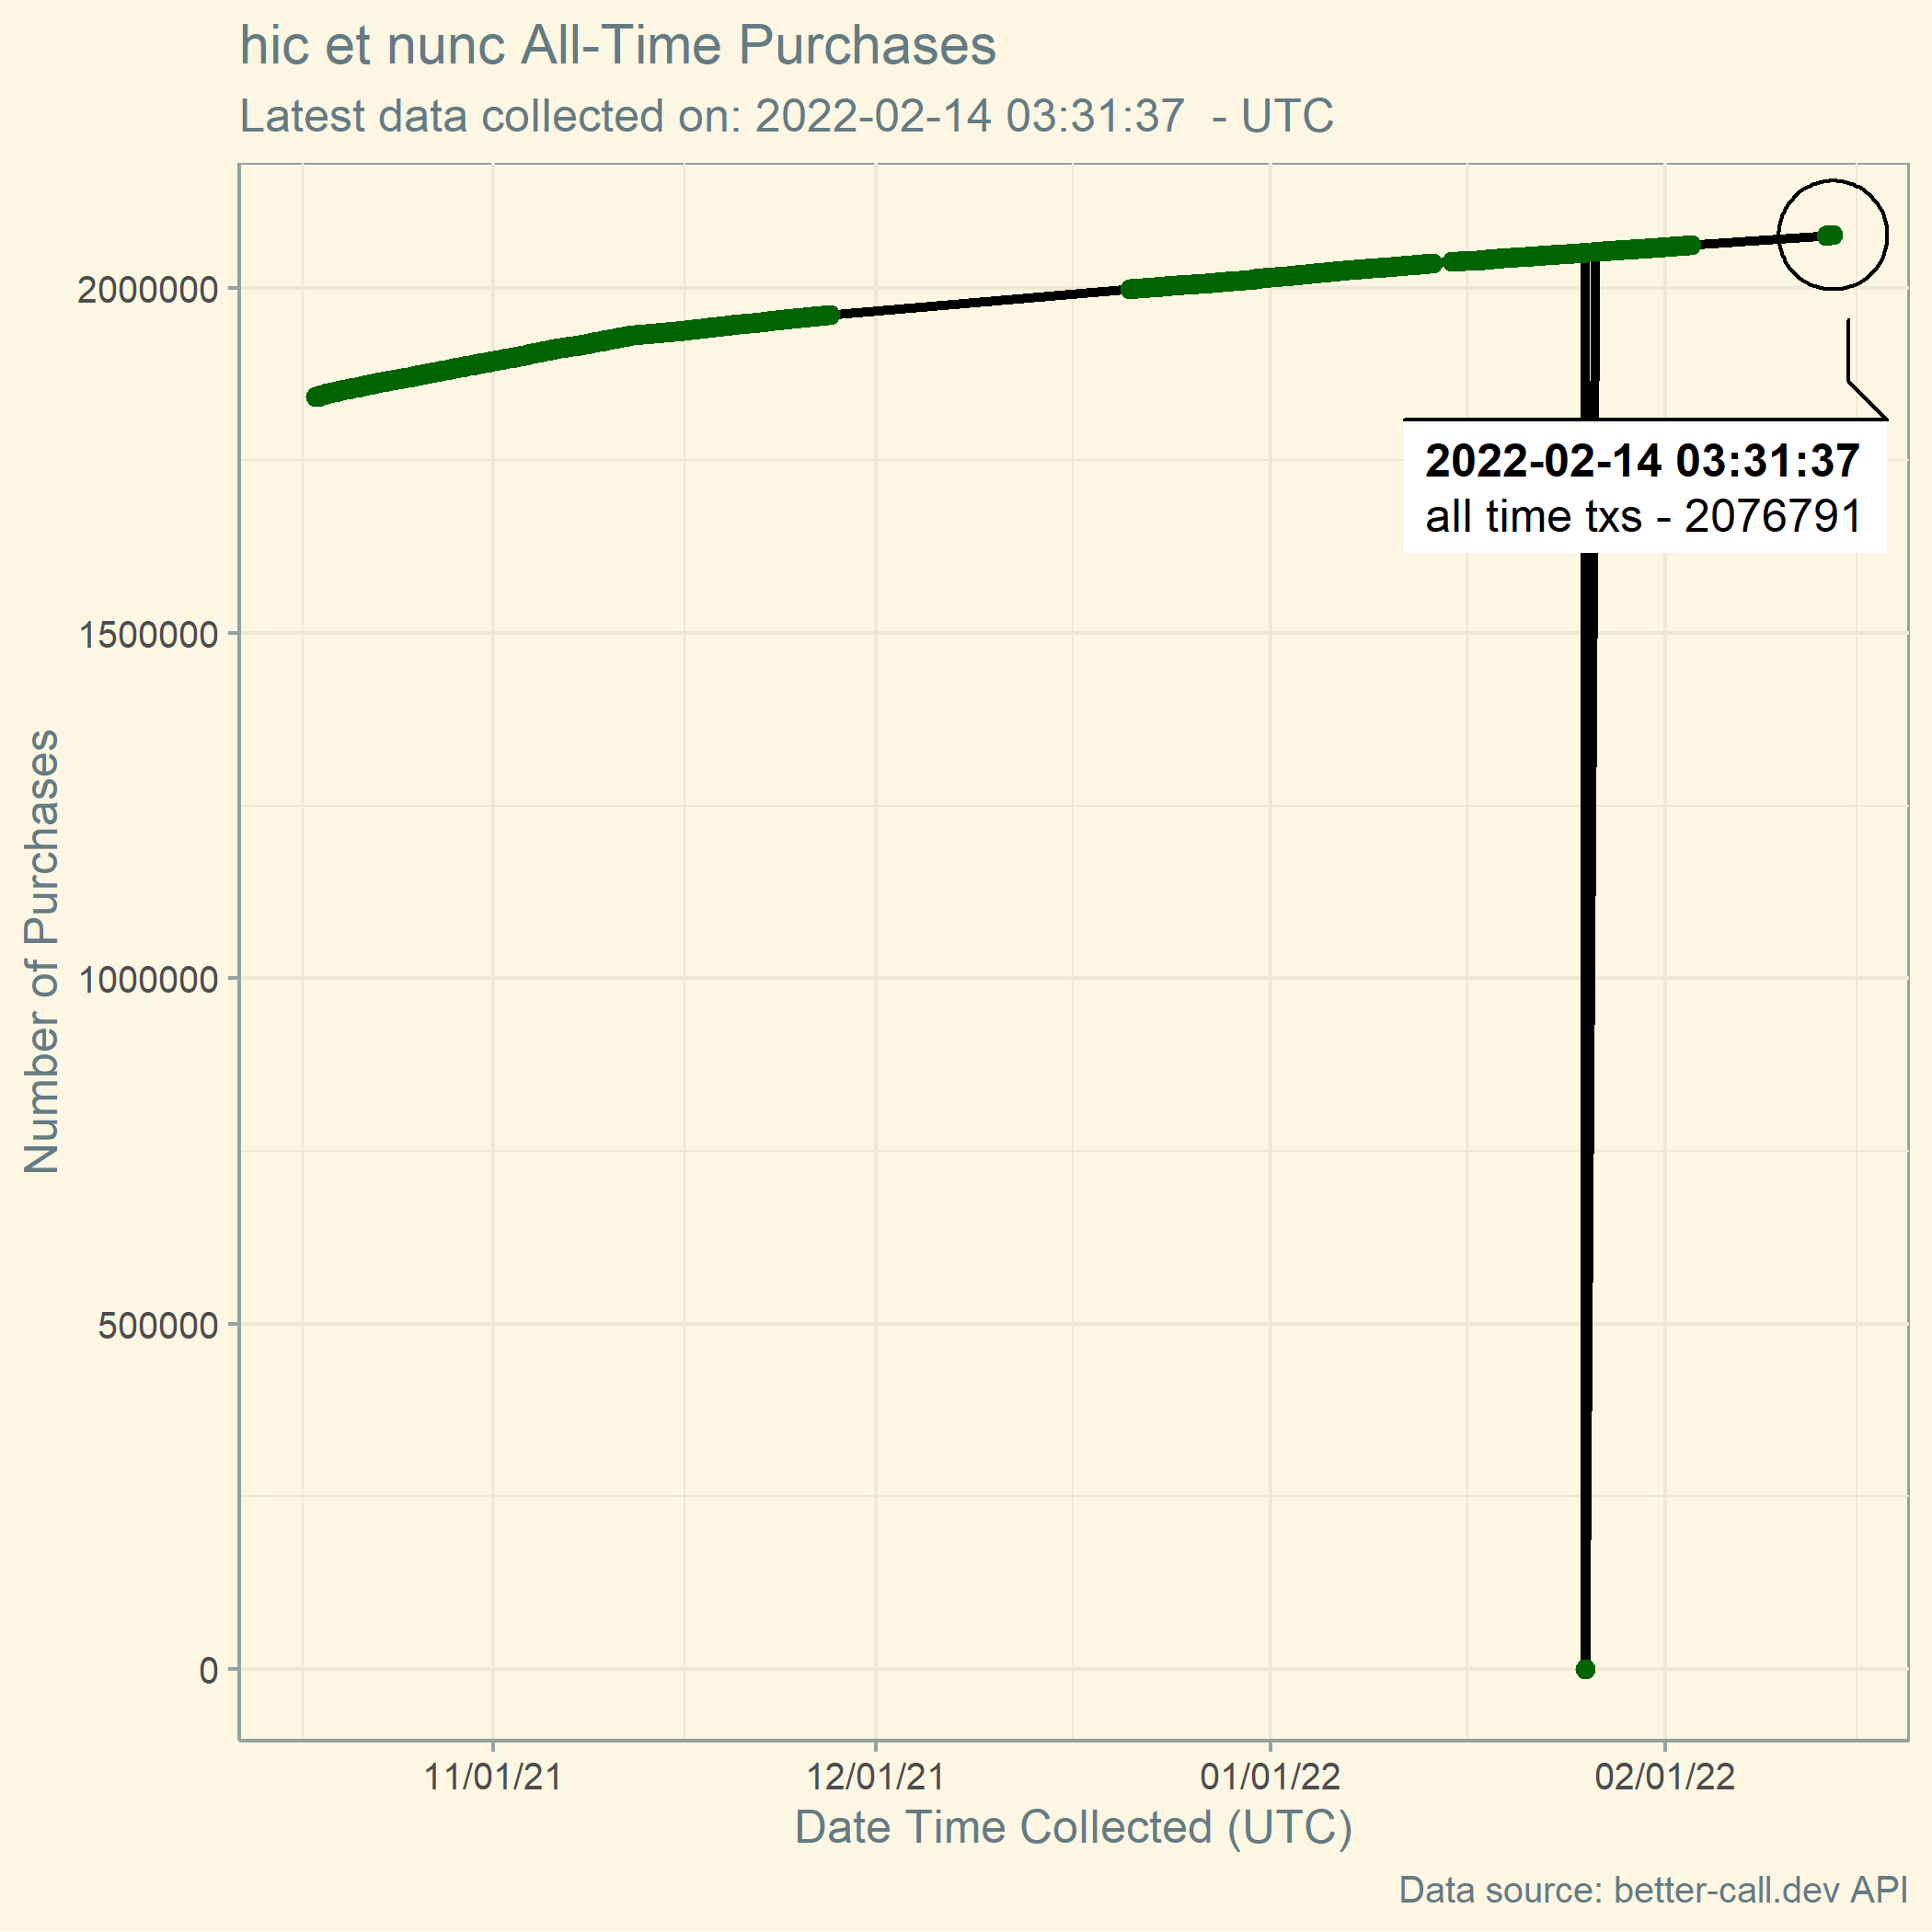 hic et nunc All-Time Purchases
Latest data collected on: 2022-02-14 03:31:37  - UTC
2000000
1500000
1000000
500000
0
Number of Purchases
2022-02-14 03:31:37
all time txs - 2076791
11/01/21
12/01/21
01/01/22
02/01/22
Date Time Collected (UTC)
Data source: better-call.dev API